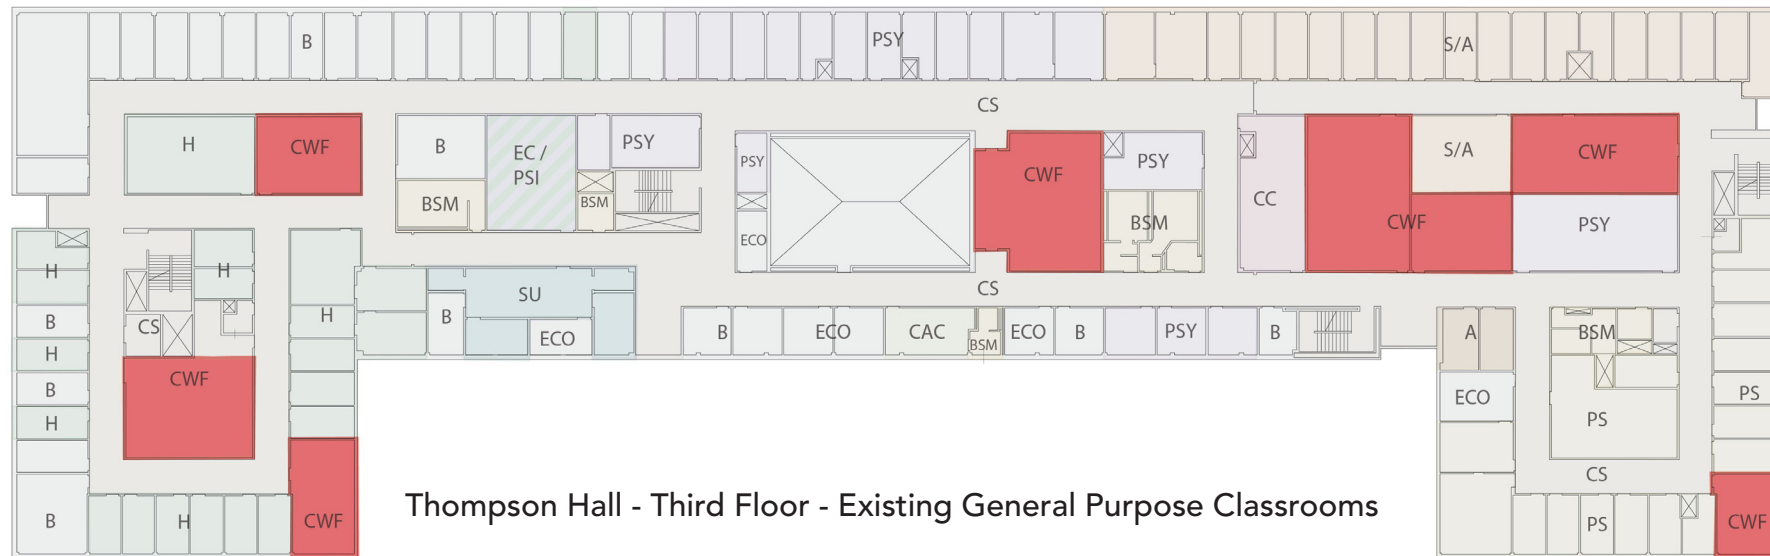 B
PSY
S/A
CS
H
CWF
B
EC /
PSI
PSY
BSM
BSM
PSY
ECO
CWF
PSY
BSM
CC
CWF
S/A
CWF
PSY
CS
H
H
B
H
B
H
B
CS
H
CWF
H
H
CWF
SU
B
ECO
B
ECO
CAC
BSM
ECO
B
PSY
B
A
ECO
BSM
PS
PS
CS
PS
CWF
Thompson Hall - Third Floor - Existing General Purpose Classrooms